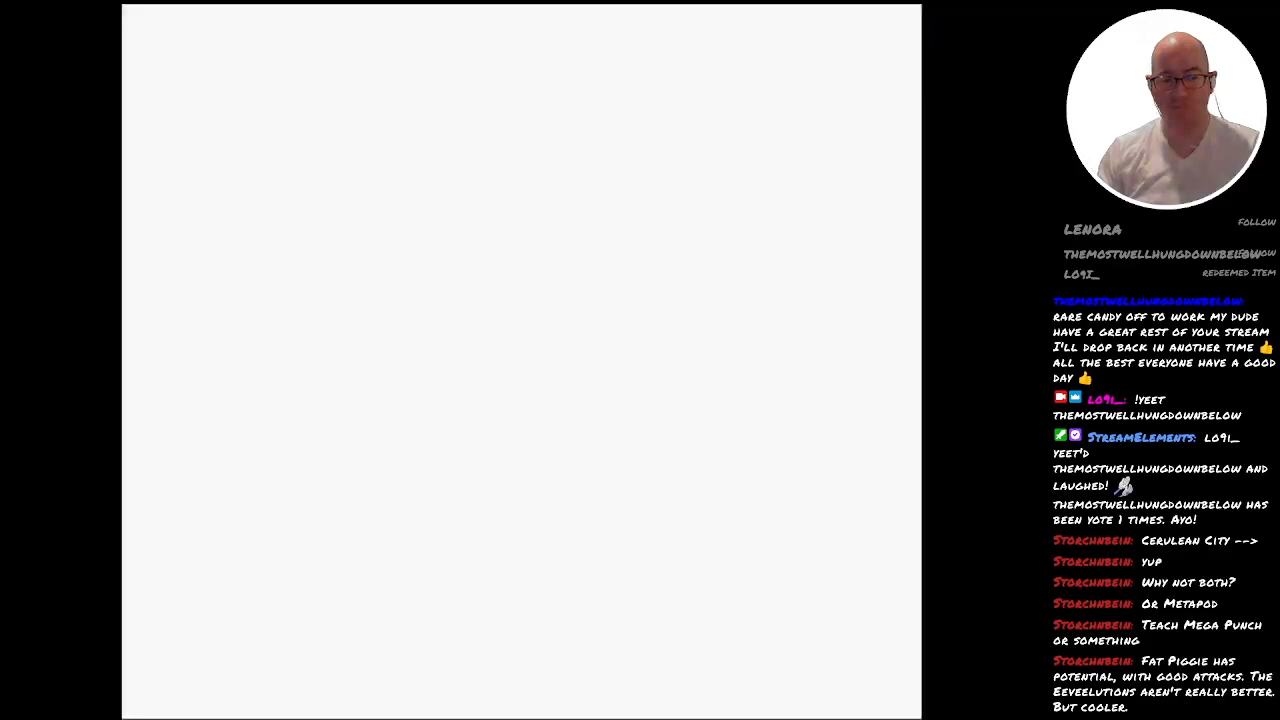 LENORA
FOLLOW
THEMOSTWELLHUNGDOWNBELOW
LO9I_
REDEEMED ITEM
THEMOSTWELLHUNGDOWNBELOW
RARE CANDY OFF TO WORK MY DUDE
HAVE A GREAT REST OF YOUR STREAM
I'LL DROP BACK IN ANOTHER TIME 👍
ALL THE BEST EVERYONE HAVE A GOOD
DAY 👍
LO9I_: !YEET
THEMOSTWELLHUNGDOWNBELOW
STREAMELEMENTS: LO9I_
YEET'D
THEMOSTWELLHUNGDOWNBELOW AND
LAUGHED!
THEMOSTWELLHUNGDOWNBELOW HAS
BEEN YOTE 1 TIMES. AYO!
STORCHNBEIN: CERULEAN CITY -->
STORCHNBEIN: YUP
STORCHNBEIN: WHY NOT BOTH?
STORCHNBEIN: OR METAPOD
STORCHNBEIN: TEACH MEGA PUNCH
OR SOMETHING
STORCHNBEIN: FAT PIGGIE HAS
POTENTIAL, WITH GOOD ATTACKS. THE
EEVEELUTIONS AREN'T REALLY BETTER.
BUT COOLER.